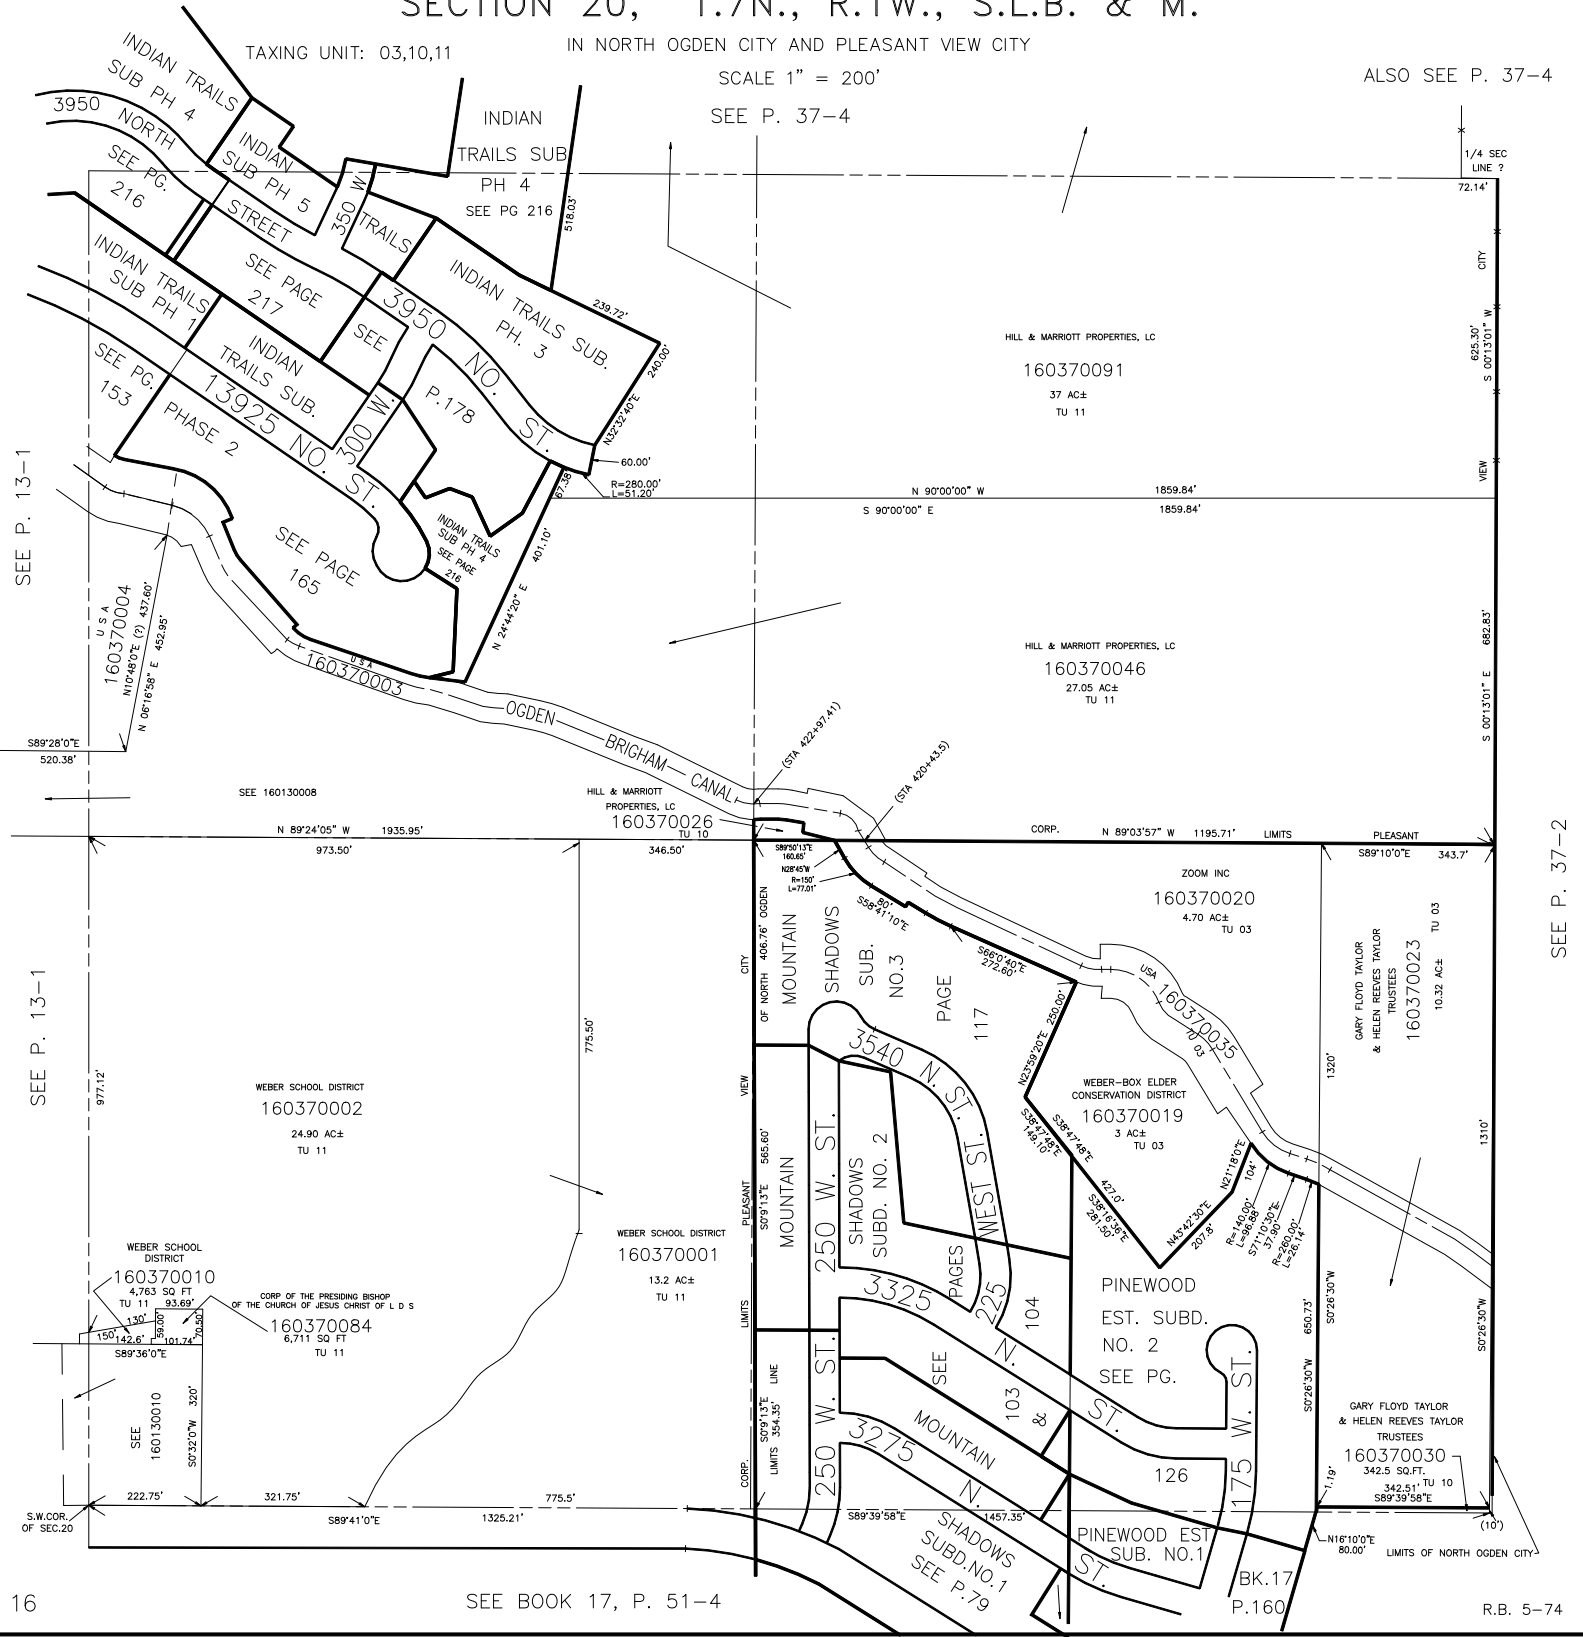 SECTION 20, T.7N., R.1W., S.L.B. & M.
IN NORTH OGDEN CITY AND PLEASANT VIEW CITY
TAXING UNIT: 03,10,11
SCALE 1" = 200'
SEE P. 37-4
ALSO SEE P. 37-4
1/4 SEC
LINE ?
72.14'
INDIAN TRAILS
SUB PH 4
3950
NORTH
STREET
SEE PG.
216
INDIAN
SUB PH 5
350 W
TRAILS
INDIAN
TRAILS SUB
PH 4
SEE PG 216
518.03'
INDIAN TRAILS
SUB PH 1
SEE PAGE
217
SEE
3950 NO. ST.
INDIAN TRAILS SUB.
PH. 3
239.72'
240.00'
N32°32'40"E
60.00'
R=280.00'
L=51.20'
67.38'
SEE PG.
153
INDIAN
TRAILS SUB.
PHASE 2
13925 NO. ST.
300 W.
P.178
SEE PAGE
165
INDIAN TRAILS
SUB PH 4
SEE PAGE
216
401.10'
N 24°44'20" E
HILL & MARRIOTT PROPERTIES, LC
160370091
37 AC±
TU 11
CITY
625.30'
S 00°13'01" W
VIEW
N 90°00'00" W 1859.84'
S 90°00'00" E 1859.84'
SEE P. 13-1
U S A
160370004
N10°48'0"E (?) 437.60'
N 06°16'58" E 452.95'
S89°28'0"E
520.38'
U S A
160370003
OGDEN BRIGHAM CANAL
HILL & MARRIOTT PROPERTIES, LC
160370046
27.05 AC±
TU 11
682.83'
S 00°13'01" E
(STA 422+97.41)
(STA 420+43.5)
SEE 160130008
HILL & MARRIOTT
PROPERTIES, LC
160370026
TU 10
N 89°24'05" W 1935.95'
973.50'
346.50'
CORP. N 89°03'57" W 1195.71' LIMITS PLEASANT
S89°10'0"E 343.7'
S89°50'13"E
160.65'
N28°45'W
R=150'
L=77.01'
80'
S58°41'10"E
S66°0'40"E
272.60'
ZOOM INC
160370020
4.70 AC±
TU 03
GARY FLOYD TAYLOR
& HELEN REEVES TAYLOR
TRUSTEES
160370023
10.32 AC±
TU 03
SEE P. 37-2
SEE P. 13-1
977.12'
775.50'
WEBER SCHOOL DISTRICT
160370002
24.90 AC±
TU 11
OF NORTH 406.76' OGDEN
CITY
VIEW
PLEASANT
LIMITS
CORP.
565.60'
S0°9'13"E
MOUNTAIN
SHADOWS
SUB.
NO.3
PAGE
117
3540 N. ST.
N23°59'20"E 250.00'
USA
160370035
TU 03
WEBER-BOX ELDER
CONSERVATION DISTRICT
160370019
3 AC±
TU 03
S38°47'48"E
149.10'
S38°47'48"E
427.0'
S38°16'36"E
281.50'
N21°18'0"E
104'
N43°42'30"E
207.8'
R=140.00'
L=96.88'
S71°10'30"E
37.90'
R=260.00'
L=26.14'
1320'
1310'
MOUNTAIN
250 W. ST.
SHADOWS
SUBD. NO. 2
225 WEST ST.
PAGES
104
3325 N. ST.
WEBER SCHOOL DISTRICT
160370001
13.2 AC±
TU 11
WEBER SCHOOL
DISTRICT
160370010
4,763 SQ FT
TU 11
93.69'
130'
150'
142.6'
59.00'
70.50'
101.74'
S89°36'0"E
CORP OF THE PRESIDING BISHOP
OF THE CHURCH OF JESUS CHRIST OF L D S
160370084
6,711 SQ FT
TU 11
SEE
160130010
S0°32'0"W 320'
PINEWOOD
EST. SUBD.
NO. 2
SEE PG.
126
650.73'
S0°26'30"W
S0°26'30"W
S0°26'30"W
S0°9'13"E
LIMITS 354.35' LINE
250 W. ST.
SEE
103
&
MOUNTAIN
3275 N. ST.
175 W. ST.
GARY FLOYD TAYLOR
& HELEN REEVES TAYLOR
TRUSTEES
160370030
342.5 SQ.FT.
TU 10
342.51'
S89°39'58"E
1.19'
222.75'
321.75'
775.5'
S89°41'0"E
1325.21'
S89°39'58"E
1457.35'
S.W.COR.
OF SEC.20
SHADOWS
SUBD.NO.1
SEE P.79
PINEWOOD EST
SUB. NO.1
BK.17
P.160
N16°10'0"E
80.00'
(10')
LIMITS OF NORTH OGDEN CITY
16
SEE BOOK 17, P. 51-4
R.B. 5-74